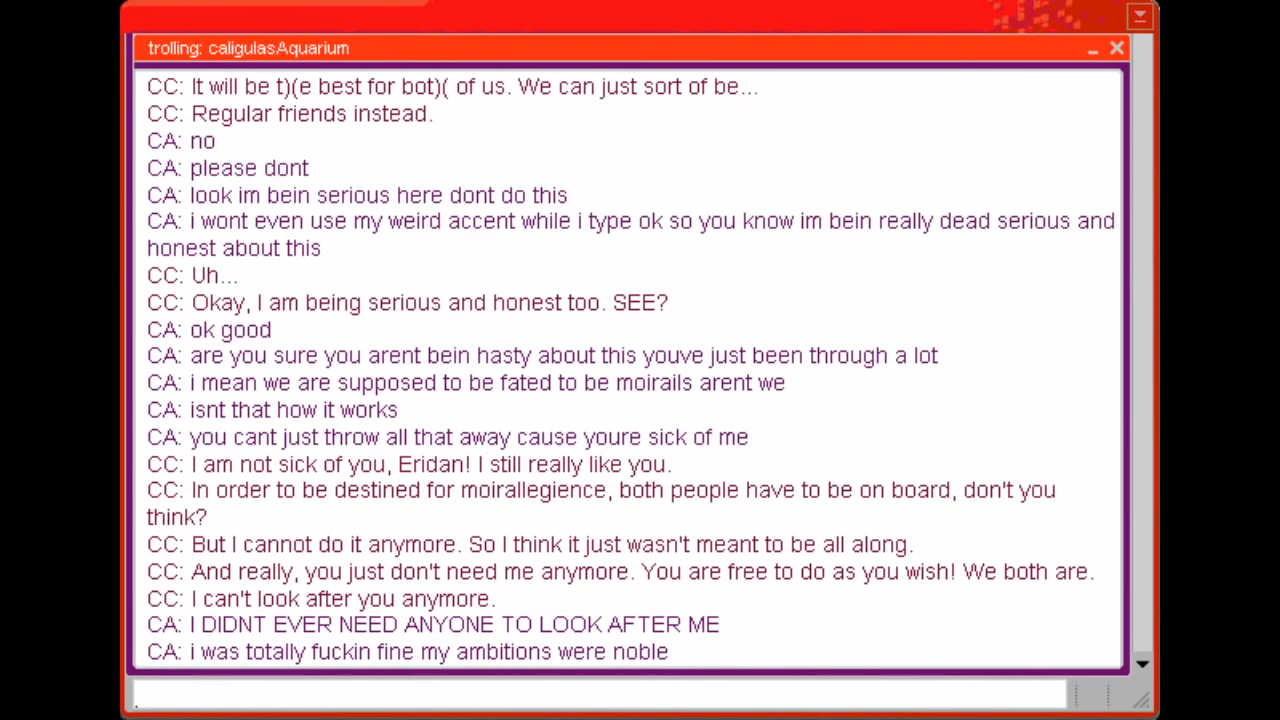 trolling: caligulasAquarium
CC: It will be t)(e best for bot)( of us. We can just sort of be...
CC: Regular friends instead.
CA: no
CA: please dont
CA: look im bein serious here dont do this
CA: i wont even use my weird accent while i type ok so you know im bein really dead serious and
honest about this
CC: Uh...
CC: Okay, I am being serious and honest too. SEE?
CA: ok good
CA: are you sure you arent bein hasty about this youve just been through a lot
CA: i mean we are supposed to be fated to be moirails arent we
CA: isnt that how it works
CA: you cant just throw all that away cause youre sick of me
CC: I am not sick of you, Eridan! I still really like you.
CC: In order to be destined for moirallegience, both people have to be on board, don't you
think?
CC: But I cannot do it anymore. So I think it just wasn't meant to be all along.
CC: And really, you just don't need me anymore. You are free to do as you wish! We both are.
CC: I can't look after you anymore.
CA: I DIDNT EVER NEED ANYONE TO LOOK AFTER ME
CA: i was totally fuckin fine my ambitions were noble